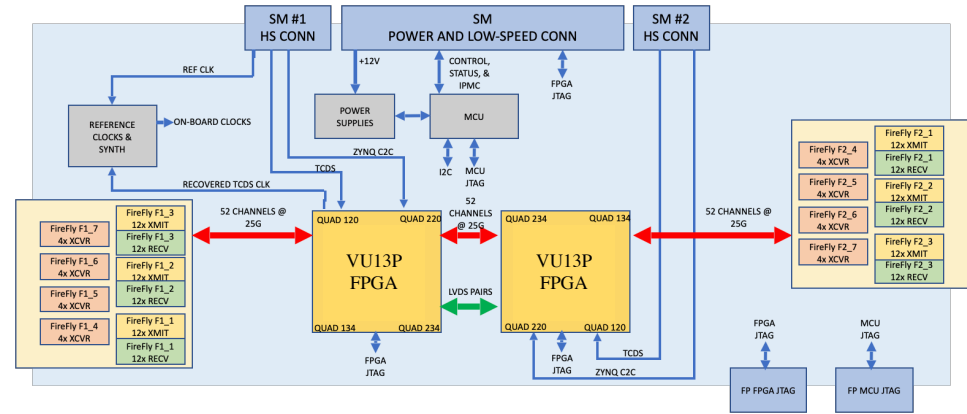 SM #1
HS CONN
SM
POWER AND LOW-SPEED CONN
SM #2
HS CONN
REF CLK
+12V
CONTROL,
STATUS, &
IPMC
FPGA
JTAG
REFERENCE
CLOCKS &
SYNTH
ON-BOARD CLOCKS
POWER
SUPPLIES
MCU
ZYNQ C2C
TCDS
I2C
MCU
JTAG
RECOVERED TCDS CLK
FireFly F1_7
4x XCVR
FireFly F1_6
4x XCVR
FireFly F1_5
4x XCVR
FireFly F1_4
4x XCVR
FireFly F1_3
12x XMIT
FireFly F1_3
12x RECV
FireFly F1_2
12x XMIT
FireFly F1_2
12x RECV
FireFly F1_1
12x XMIT
FireFly F1_1
12x RECV
52 CHANNELS @
25G
QUAD 120
QUAD 220
VU13P
FPGA
QUAD 134
QUAD 234
FPGA
JTAG
52
CHANNELS
@ 25G
LVDS PAIRS
QUAD 234
QUAD 134
VU13P
FPGA
QUAD 220
QUAD 120
FPGA
JTAG
TCDS
ZYNQ C2C
52 CHANNELS @
25G
FireFly F2_4
4x XCVR
FireFly F2_5
4x XCVR
FireFly F2_6
4x XCVR
FireFly F2_7
4x XCVR
FireFly F2_1
12x XMIT
FireFly F2_1
12x RECV
FireFly F2_2
12x XMIT
FireFly F2_2
12x RECV
FireFly F2_3
12x XMIT
FireFly F2_3
12x RECV
FPGA
JTAG
MCU
JTAG
FP FPGA JTAG
FP MCU JTAG